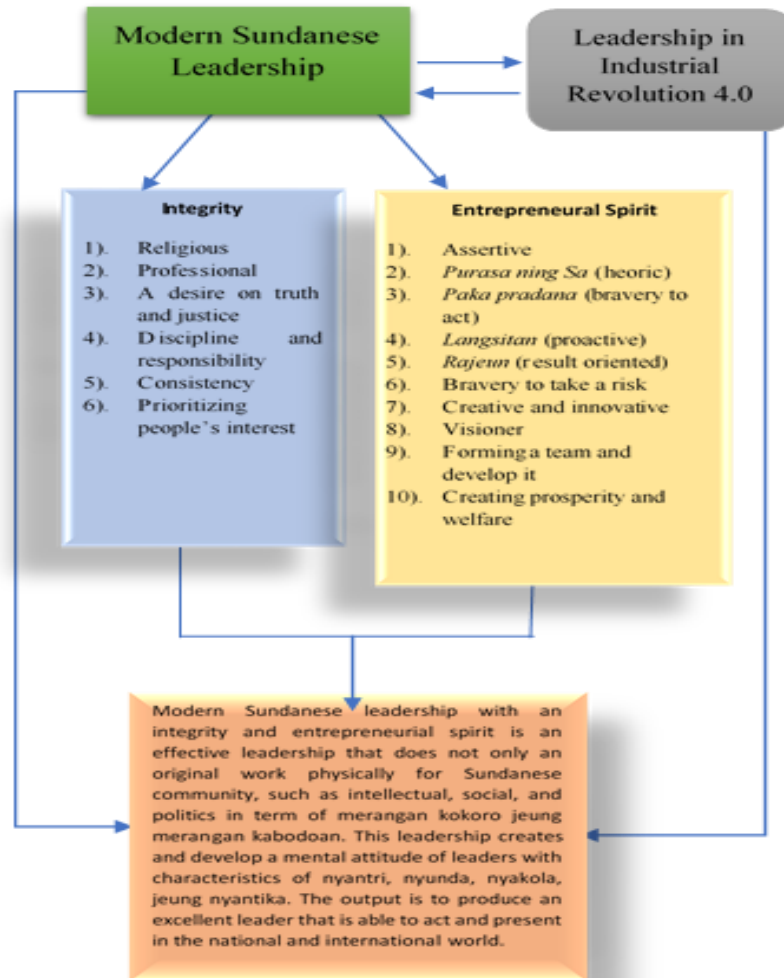 Modern Sundanese
Leadership
Leadership in
Industrial
Revolution 4.0
Integrity
1). Religious
2). Professional
3). A desire on truth
and justice
4). Discipline and
responsibility
5). Consistency
6). Prioritizing
people's interest
Entrepreneurial Spirit
1). Assertive
2). Purasa ning Sa (heoric)
3). Paka pradana (bravery to
act)
4). Langsitan (proactive)
5). Rajeun (result oriented)
6). Bravery to take a risk
7). Creative and innovative
8). Visioner
9). Forming a team and
develop it
10). Creating prosperity and
welfare
Modern Sundanese leadership with an
integrity and entrepreneurial spirit is an
effective leadership that does not only an
original work physically for Sundanese
community, such as intellectual, social, and
politics in term of merangan kokoro jeung
merangan kabodoan. This leadership creates
and develop a mental attitude of leaders with
characteristics of nyantri, nyunda, nyakola,
jeung nyantika. The output is to produce an
excellent leader that is able to act and present
in the national and international world.